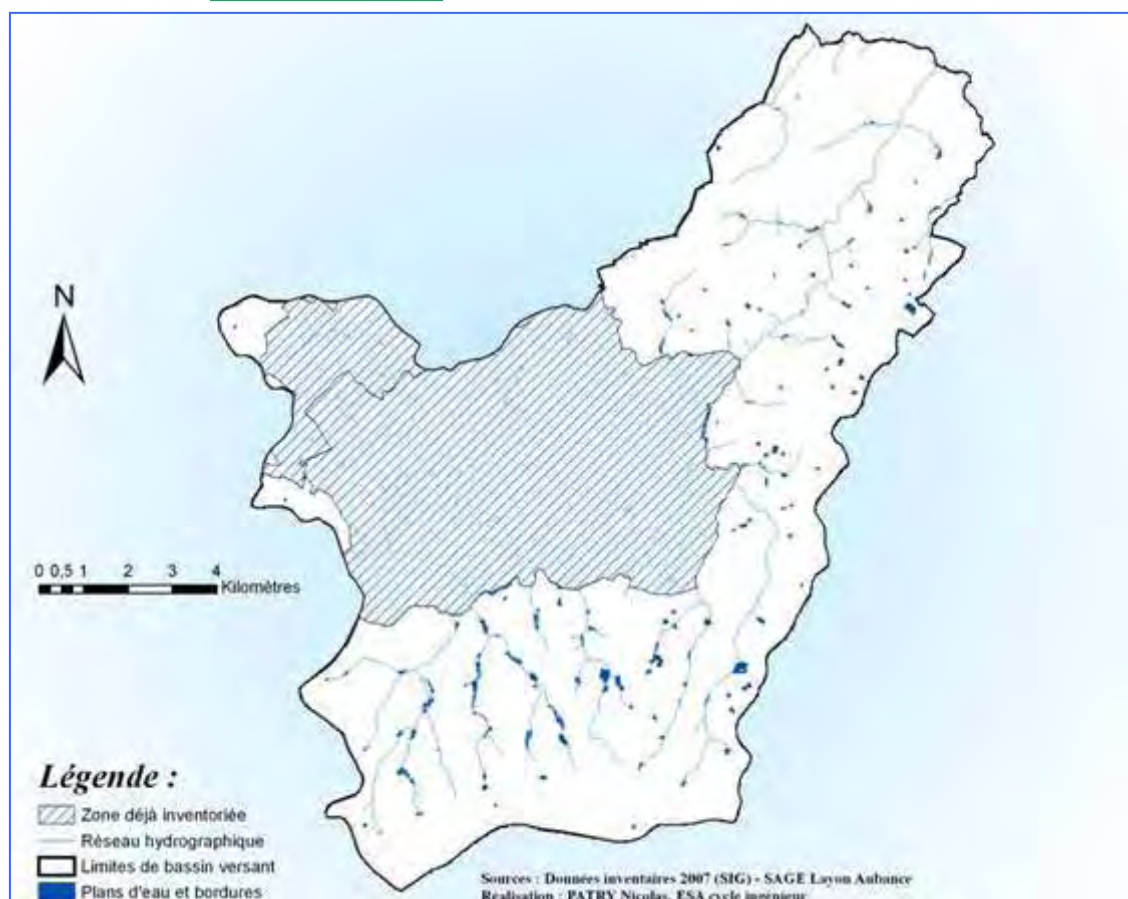 N
0 0,5 1 2 3 4
Kilomètres
Légende :
Zone déjà inventoriée
Réseau hydrographique
Limites de bassin versant
Plans d'eau et bordures
Sources : Données inventaires 2007 (SIG) - SAGE Layon Aubance
Réalisation : PATRY Nicolas, ESA cycle ingénieur